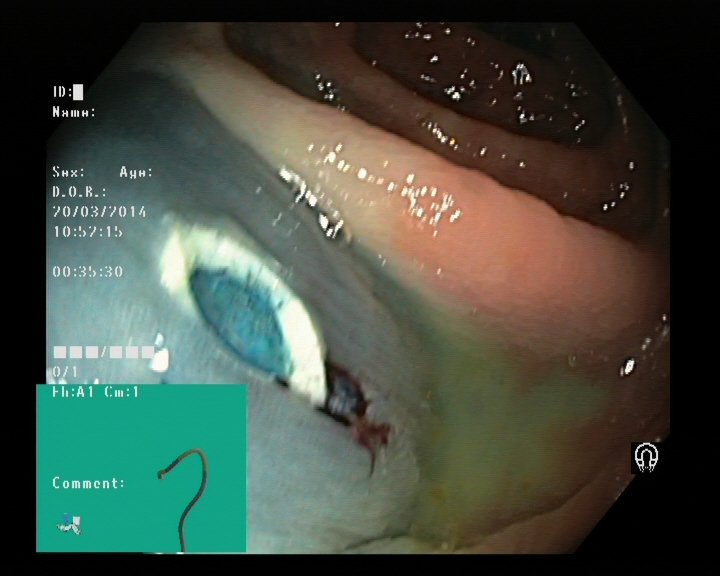 ID:
Name:
Sex: Age:
D.O.B.:
20/03/2014
10:52:15
00:35:30
0/1
Eh:A1 Cm:1
Comment: